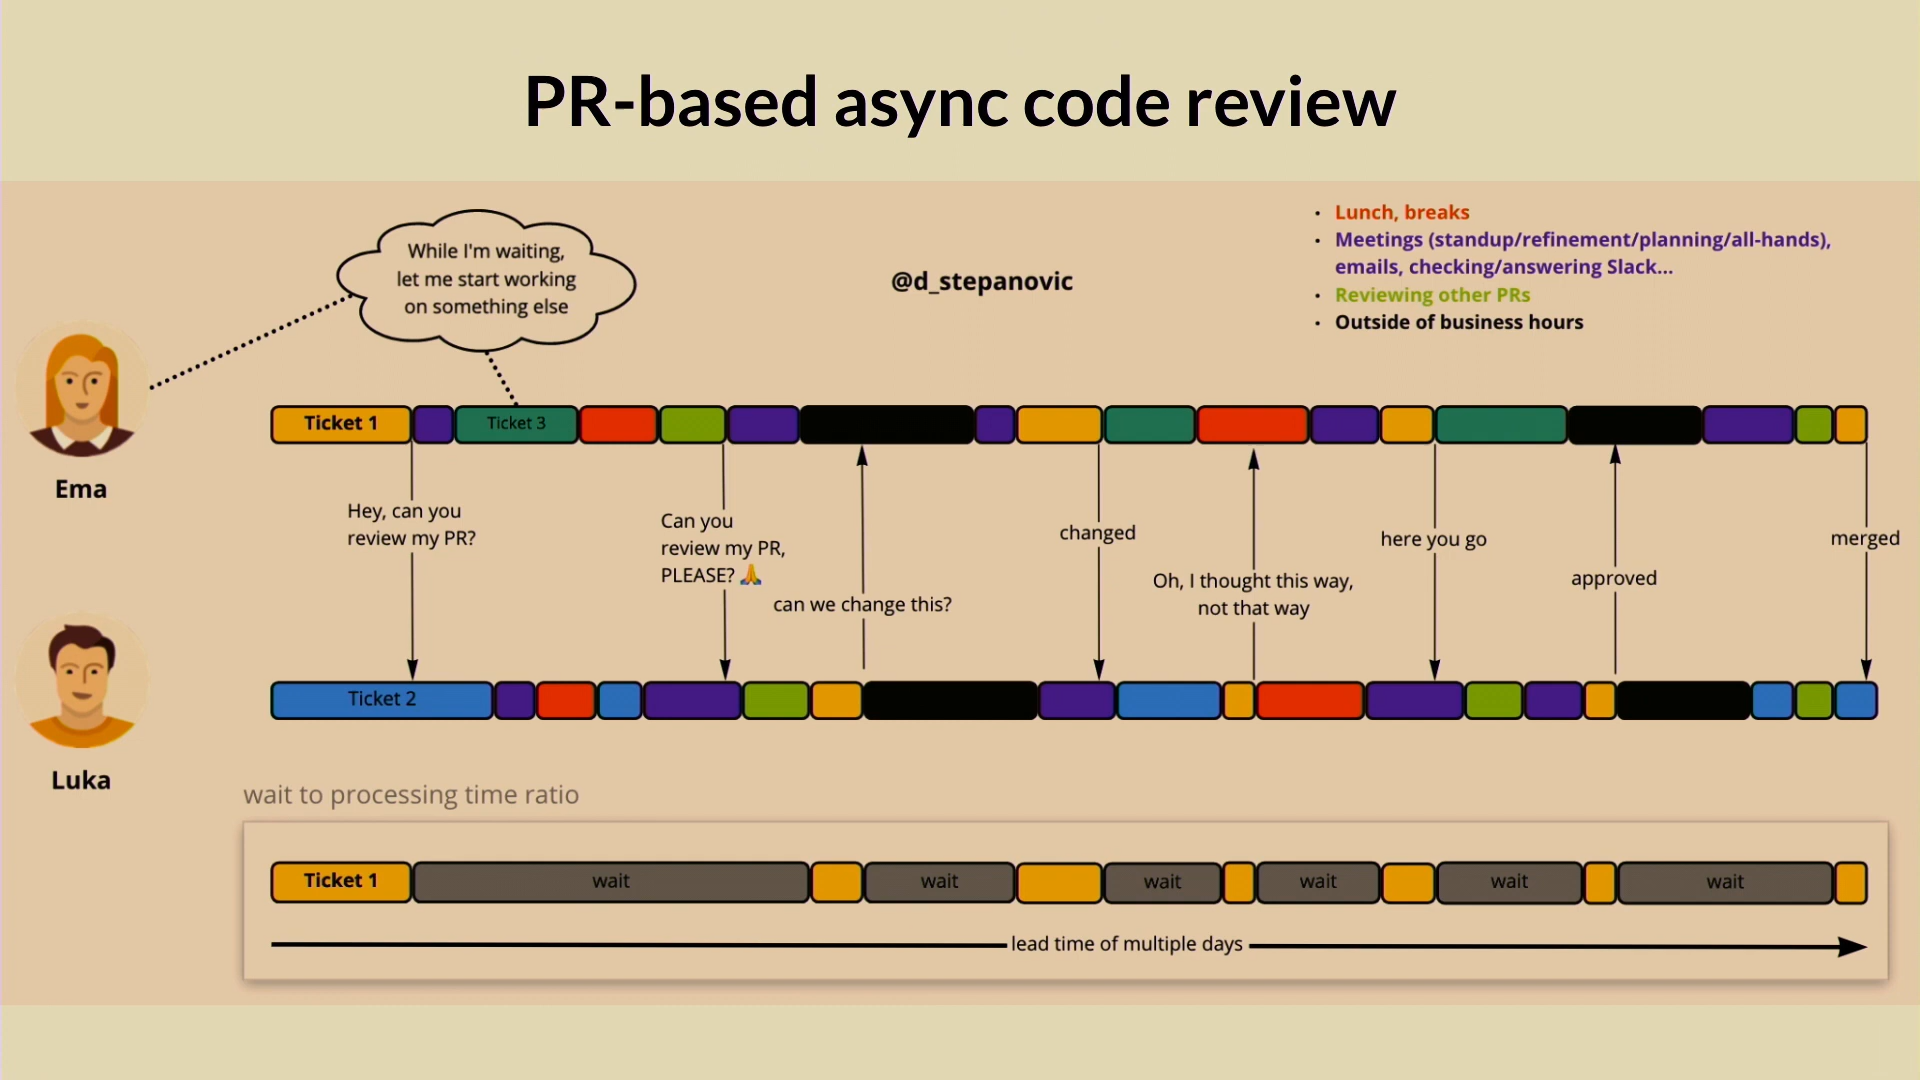 PR-based async code review
While I'm waiting,
let me start working
on something else
@d_stepanovic
• Lunch, breaks
• Meetings (standup/refinement/planning/all-hands),
emails, checking/answering Slack...
• Reviewing other PRs
• Outside of business hours
Ema
Ticket 1
Ticket 3
Hey, can you
review my PR?
Can you
review my PR,
PLEASE? 🙏
can we change this?
changed
Oh, I thought this way,
not that way
here you go
approved
merged
Luka
Ticket 2
wait to processing time ratio
Ticket 1 wait wait wait wait wait wait
lead time of multiple days